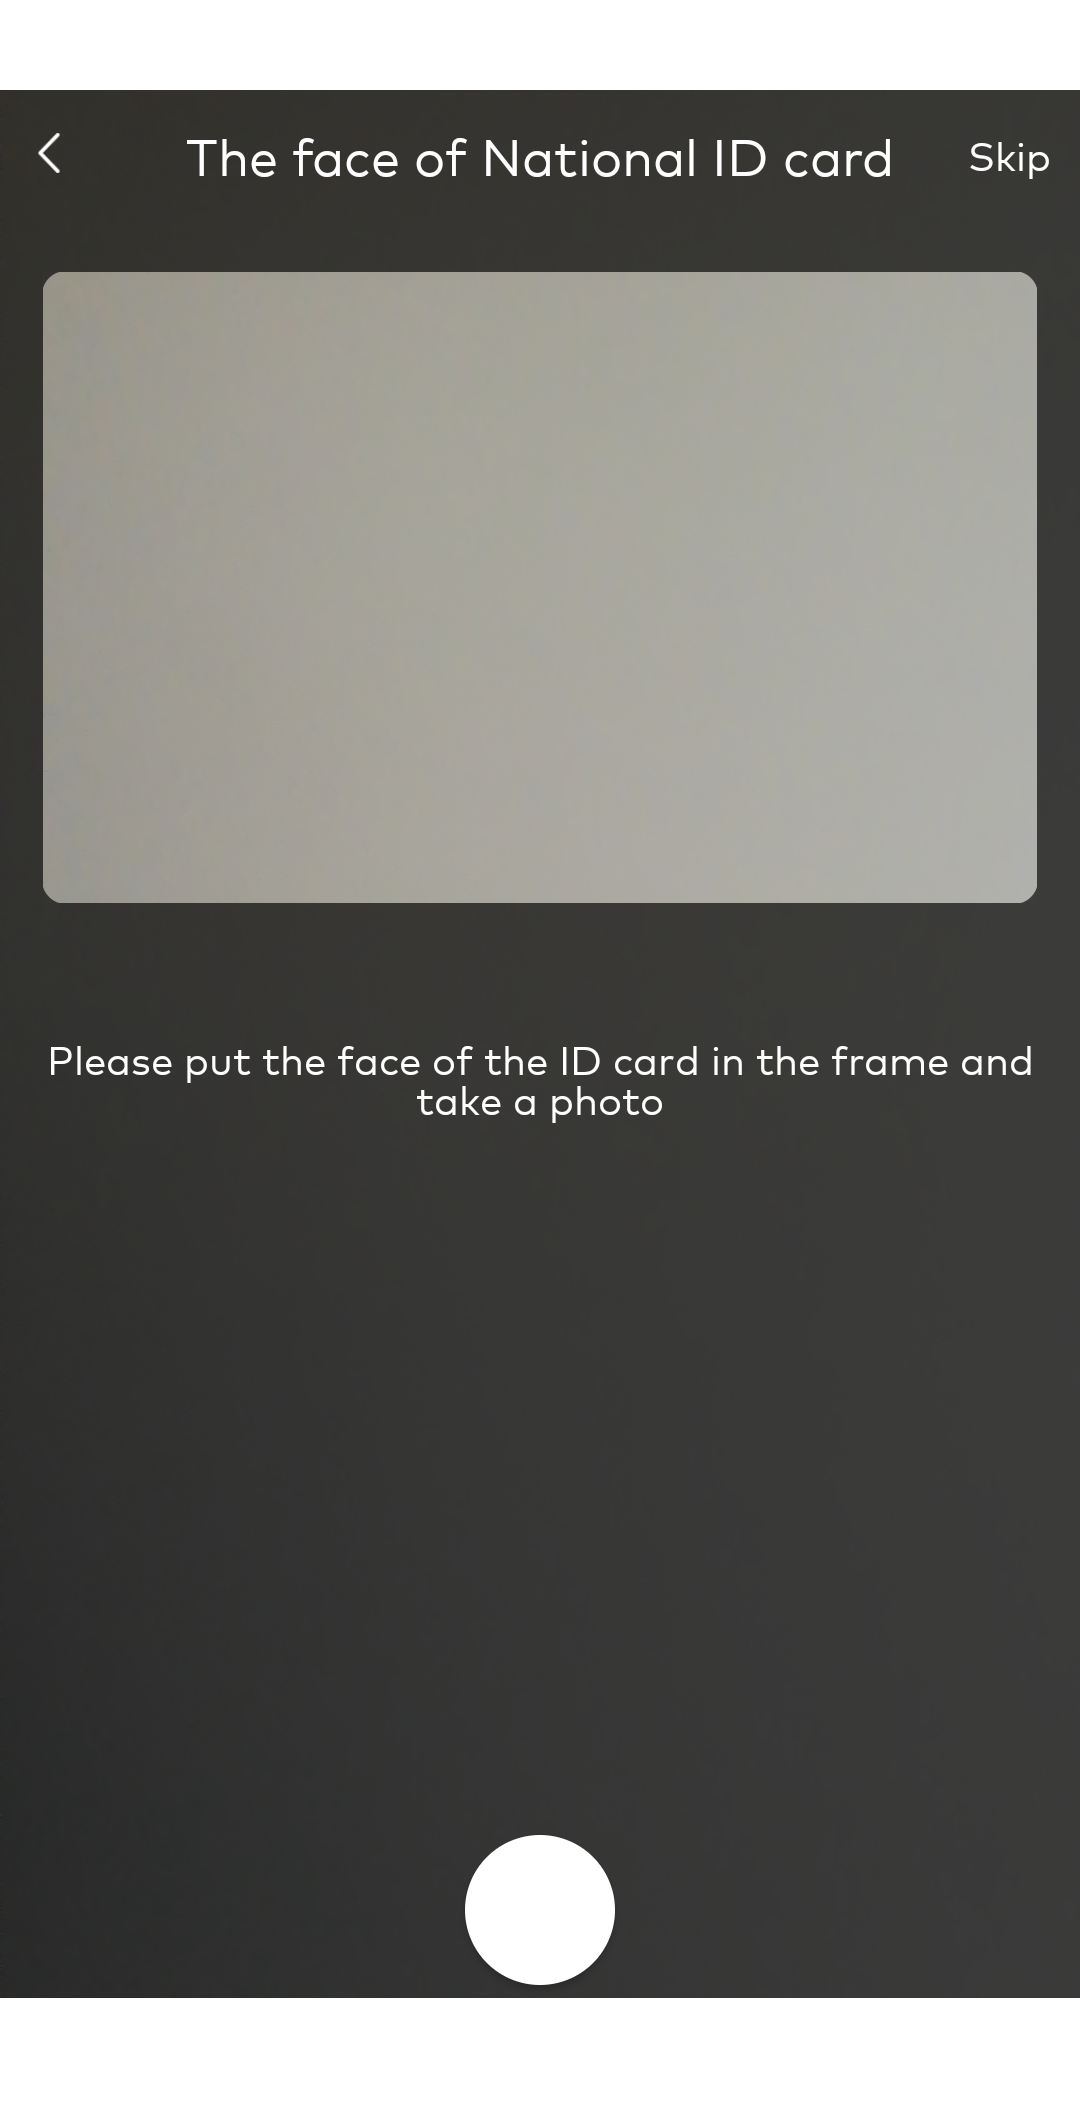 The face of National ID card
Skip
Please put the face of the ID card in the frame and
take a photo